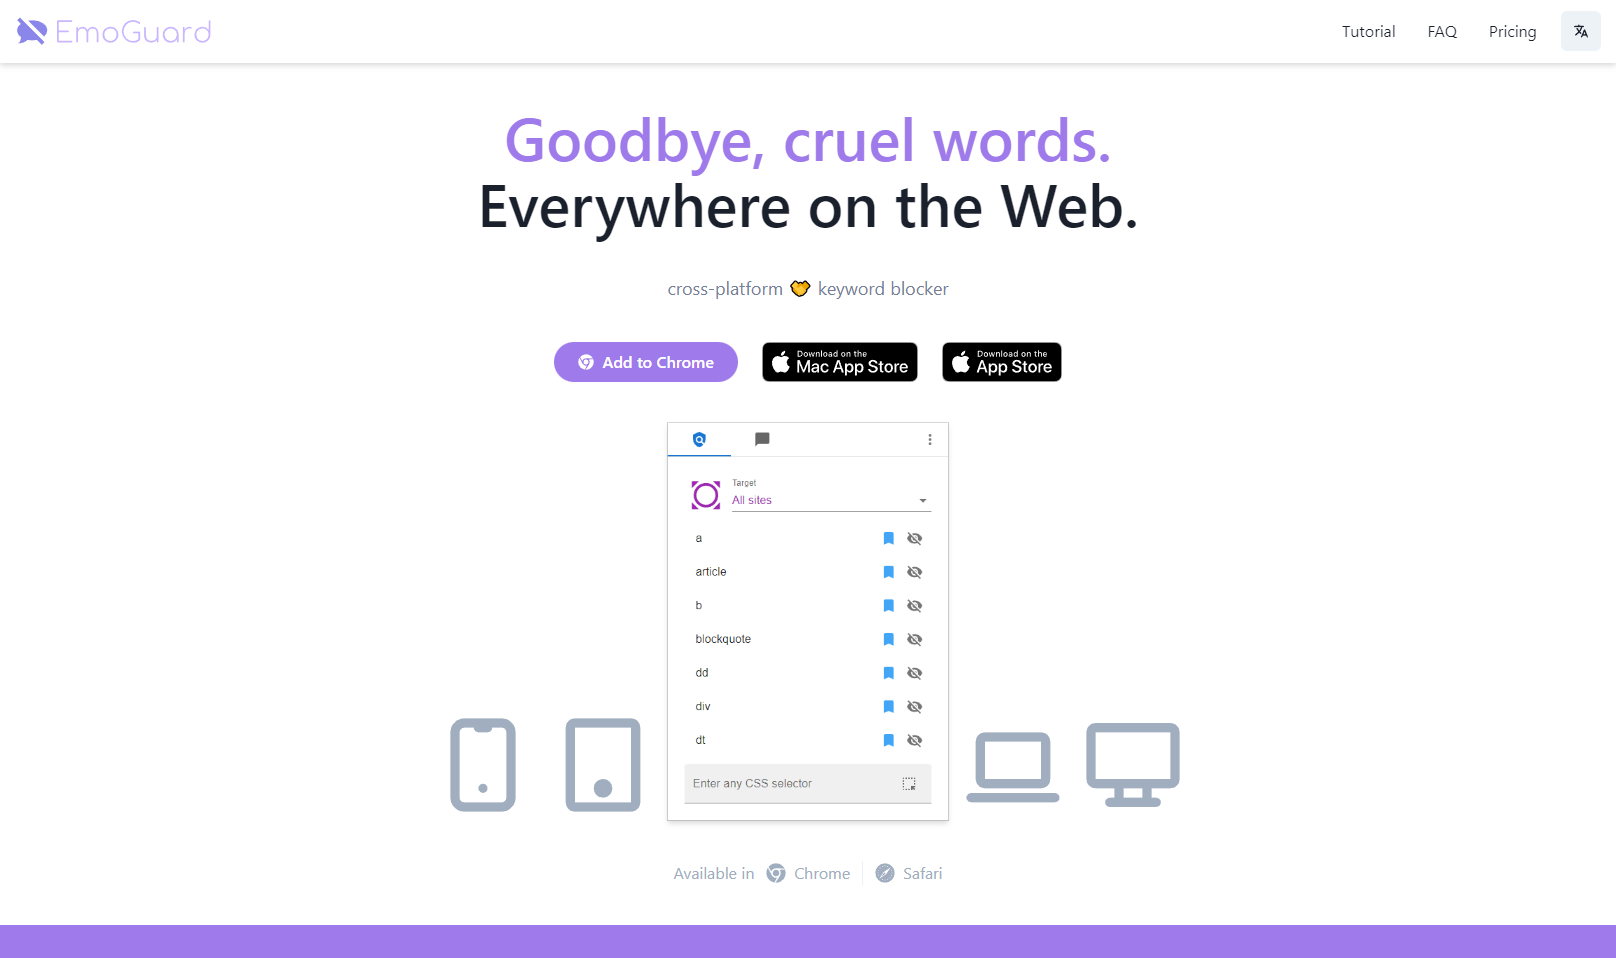 EmoGuard
Tutorial FAQ Pricing
Goodbye, cruel words.
Everywhere on the Web.
cross-platform keyword blocker
Add to Chrome
Download on the
Mac App Store
Download on the
App Store
Target
All sites
a
article
b
blockquote
dd
div
dt
Enter any CSS selector
Available in Chrome Safari